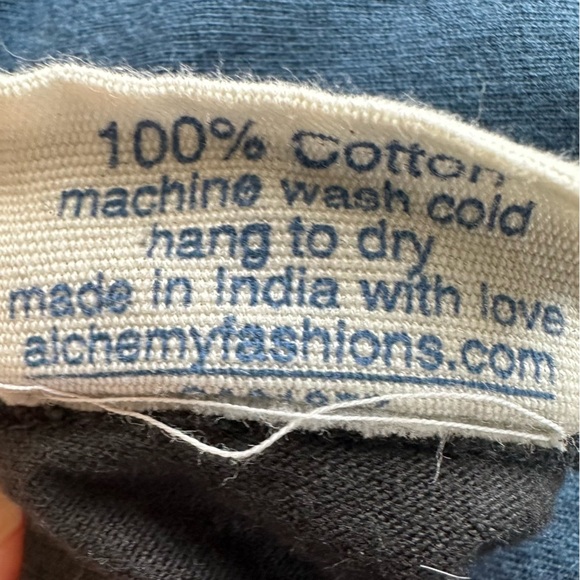 100% Cotton
machine wash cold
hang to dry
made in India with love
alchemyfashions.com